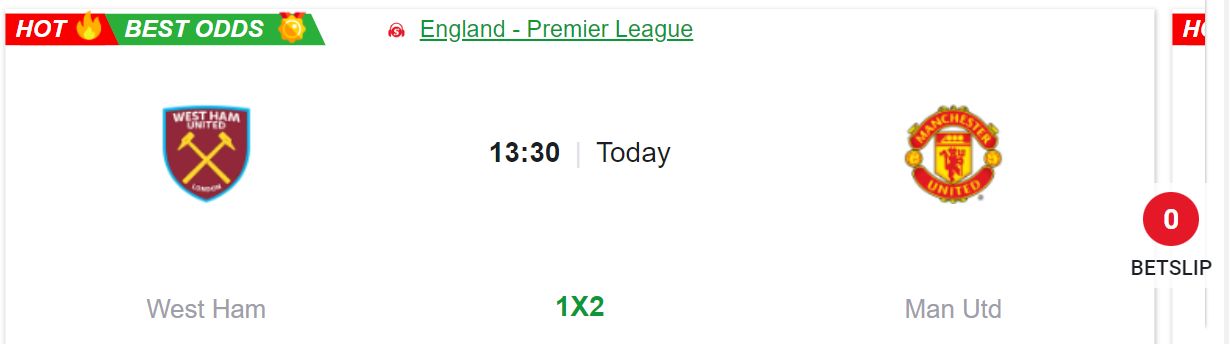 HOT BEST ODDS England - Premier League
WEST HAM
UNITED
LONDON
13:30 | Today
MANCHESTER
UNITED
0
BETSLIP
West Ham 1X2 Man Utd